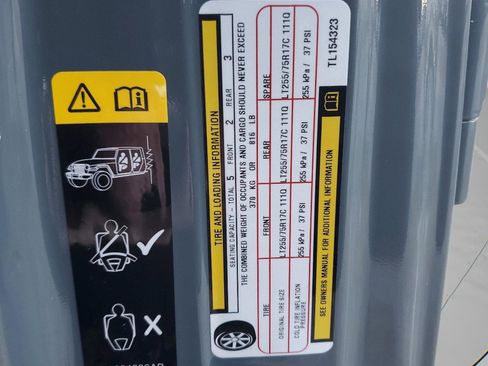 TIRE AND LOADING INFORMATION
SEATING CAPACITY - TOTAL 5 FRONT 2 REAR 3
THE COMBINED WEIGHT OF OCCUPANTS AND CARGO SHOULD NEVER EXCEED
370 KG OR 816 LB
TIRE FRONT REAR SPARE
ORIGINAL TIRE SIZE LT255/75R17C 111Q LT255/75R17C 111Q LT255/75R17C 111Q
COLD TIRE INFLATION
PRESSURE 255 kPa / 37 PSI 255 kPa / 37 PSI 255 kPa / 37 PSI
SEE OWNERS MANUAL FOR ADDITIONAL INFORMATION
TL154323